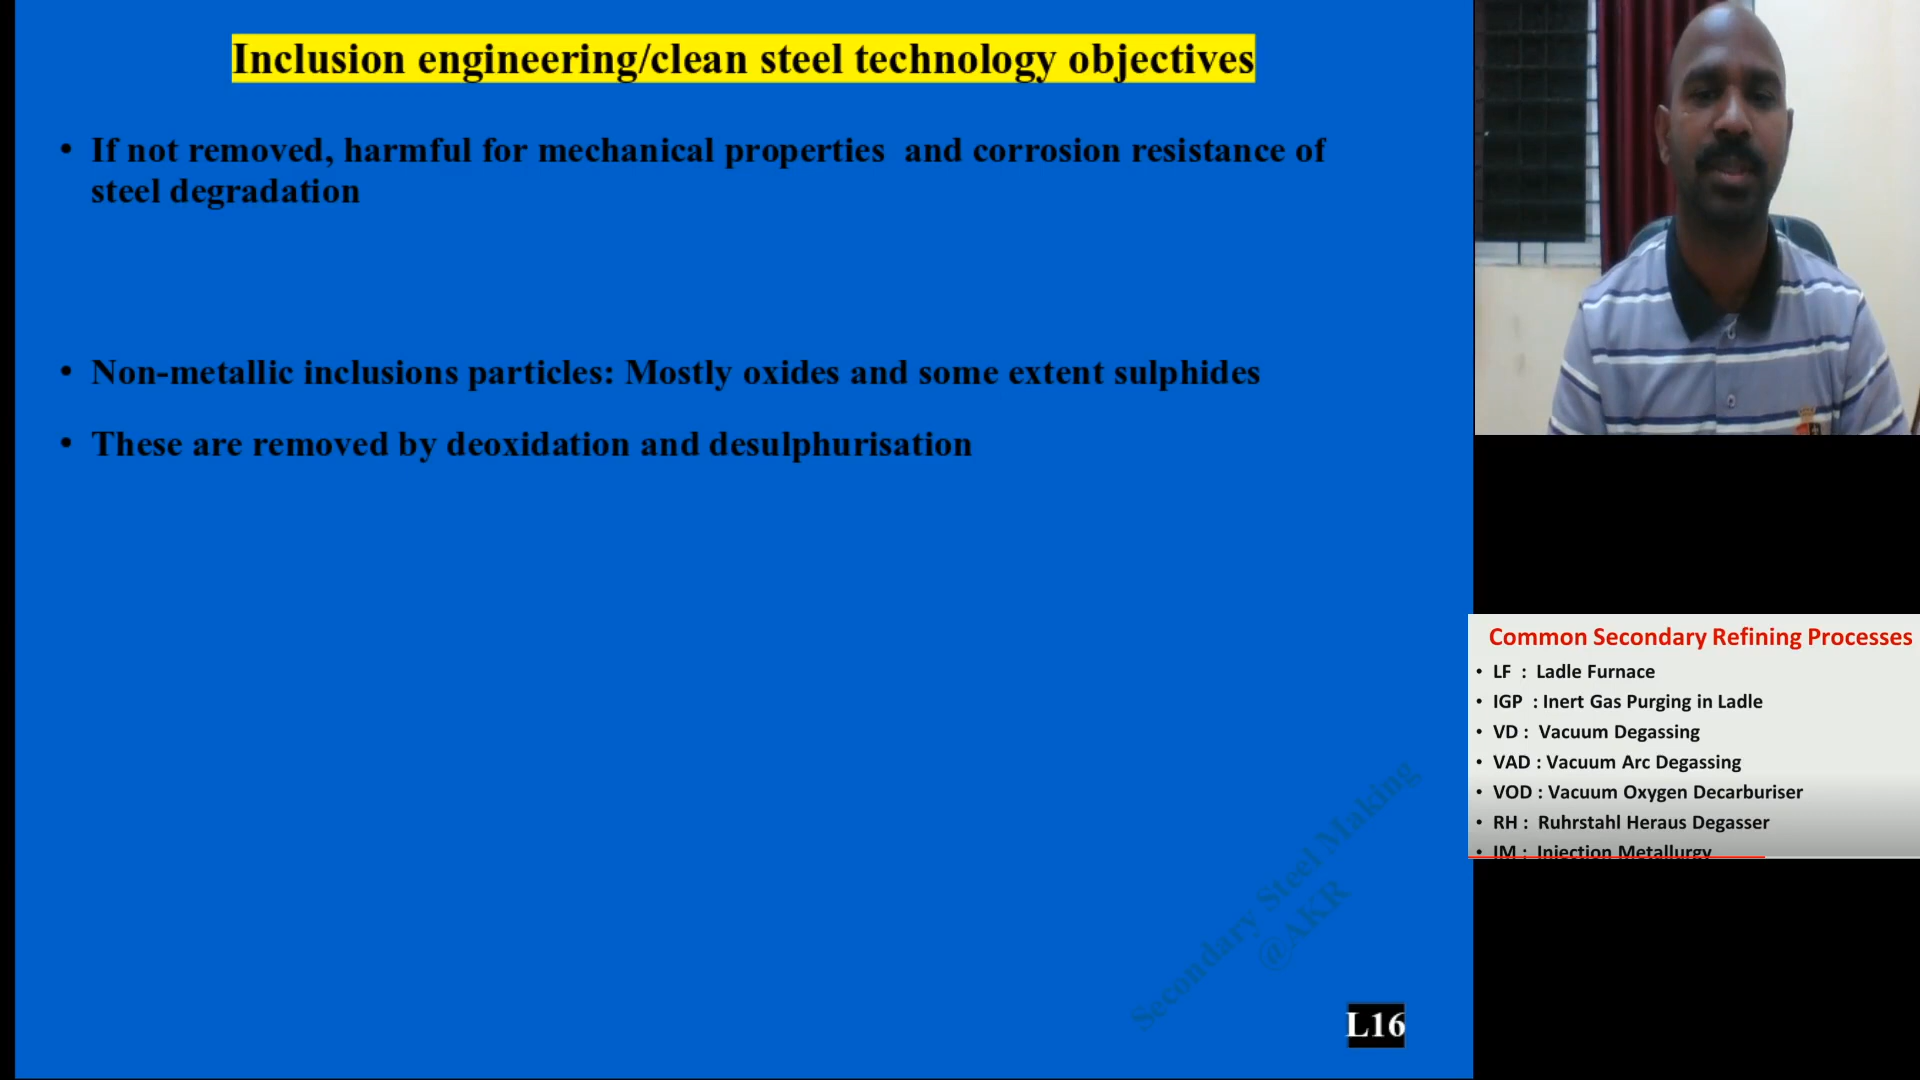 Inclusion engineering/clean steel technology objectives
• If not removed, harmful for mechanical properties and corrosion resistance of
steel degradation
• Non-metallic inclusions particles: Mostly oxides and some extent sulphides
• These are removed by deoxidation and desulphurisation
Secondary Steel Making
@AKR
L16
Common Secondary Refining Processes
• LF : Ladle Furnace
• IGP : Inert Gas Purging in Ladle
• VD : Vacuum Degassing
• VAD : Vacuum Arc Degassing
• VOD : Vacuum Oxygen Decarburiser
• RH : Ruhrstahl Heraus Degasser
• IM : Injection Metallurgy